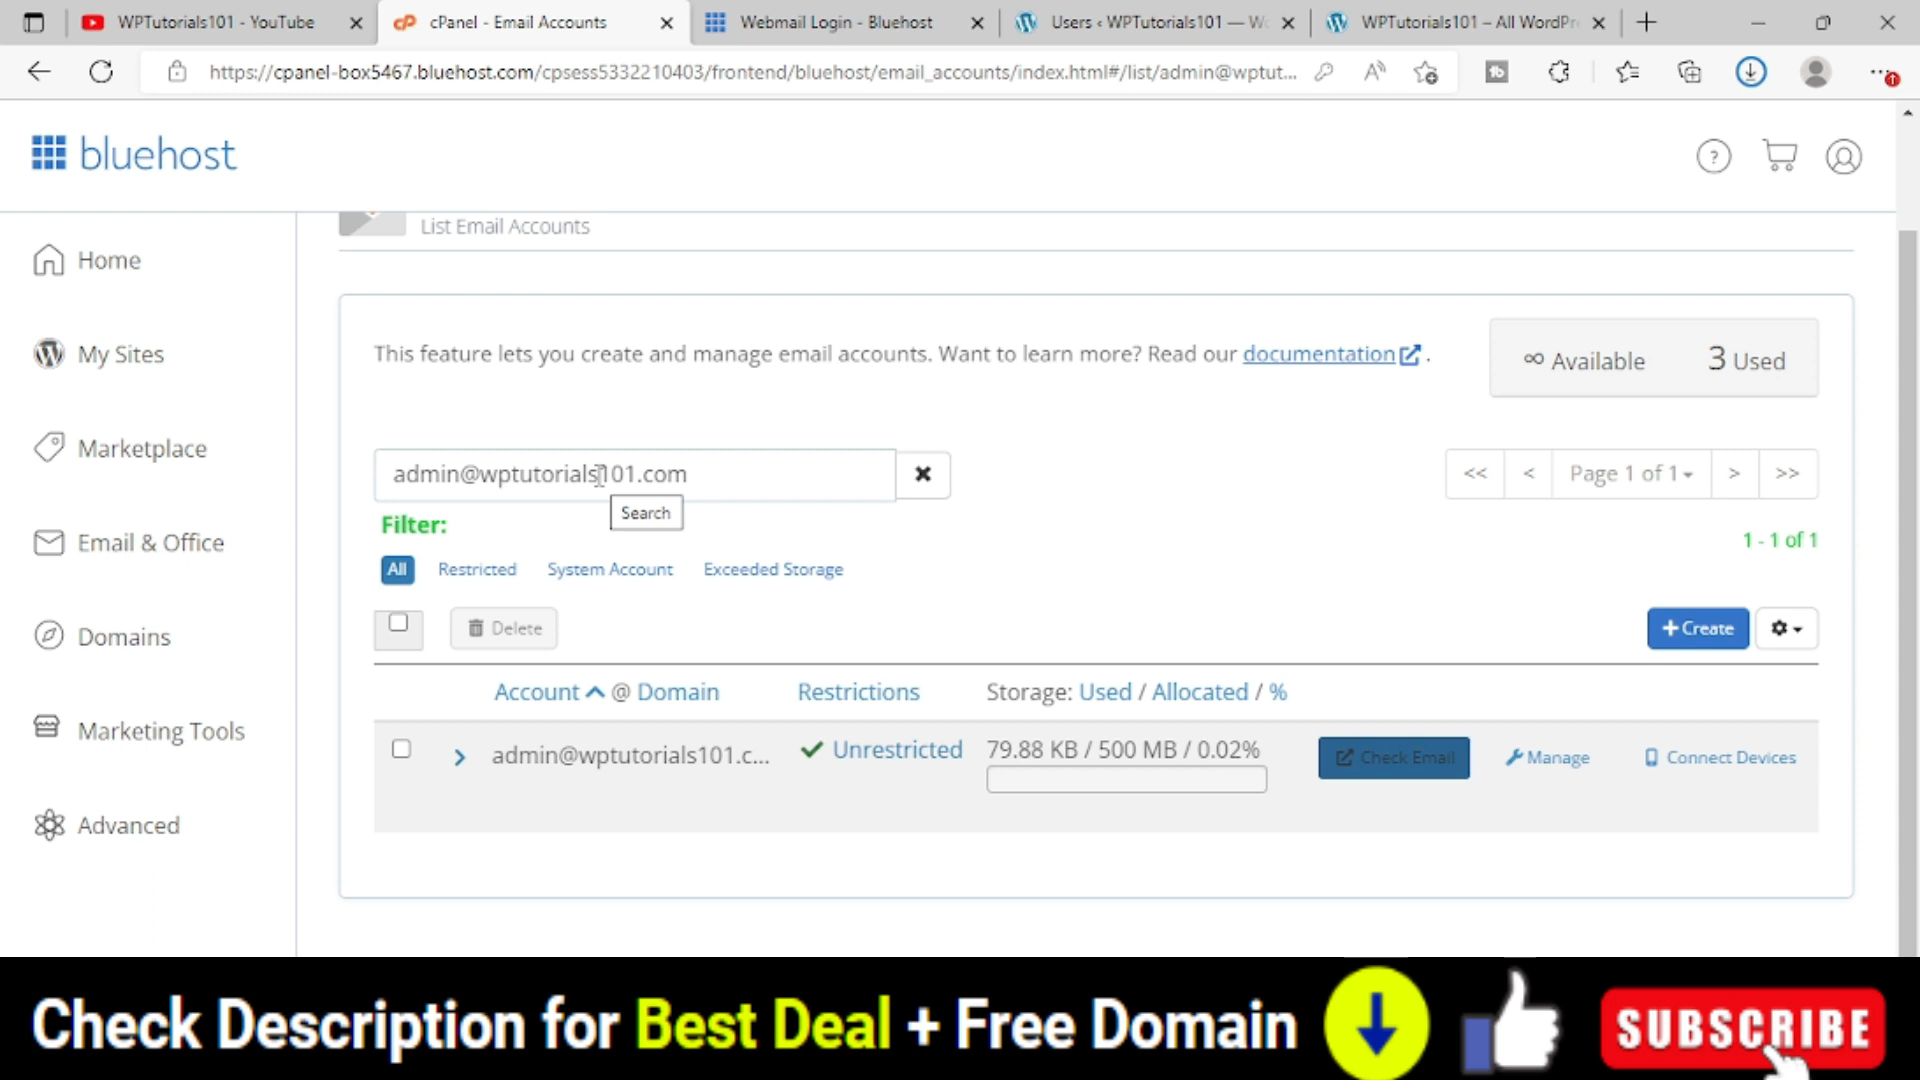 WPTutorials101 - YouTube
cPanel - Email Accounts
Webmail Login - Bluehost
Users ‹ WPTutorials101 — Wo
WPTutorials101 – All WordPr
https://cpanel-box5467.bluehost.com/cpsess5332210403/frontend/bluehost/email_accounts/index.html#/list/admin@wptut...
bluehost
List Email Accounts
Home
My Sites
Marketplace
Email & Office
Domains
Marketing Tools
Advanced
This feature lets you create and manage email accounts. Want to learn more? Read our documentation .
∞ Available 3 Used
admin@wptutorials101.com
<< < Page 1 of 1 > >>
Search
Filter:
1 - 1 of 1
All Restricted System Account Exceeded Storage
Delete
+ Create
Account @ Domain Restrictions Storage: Used / Allocated / %
admin@wptutorials101.c... Unrestricted 79.88 KB / 500 MB / 0.02% Check Email Manage Connect Devices
Check Description for Best Deal + Free Domain
SUBSCRIBE